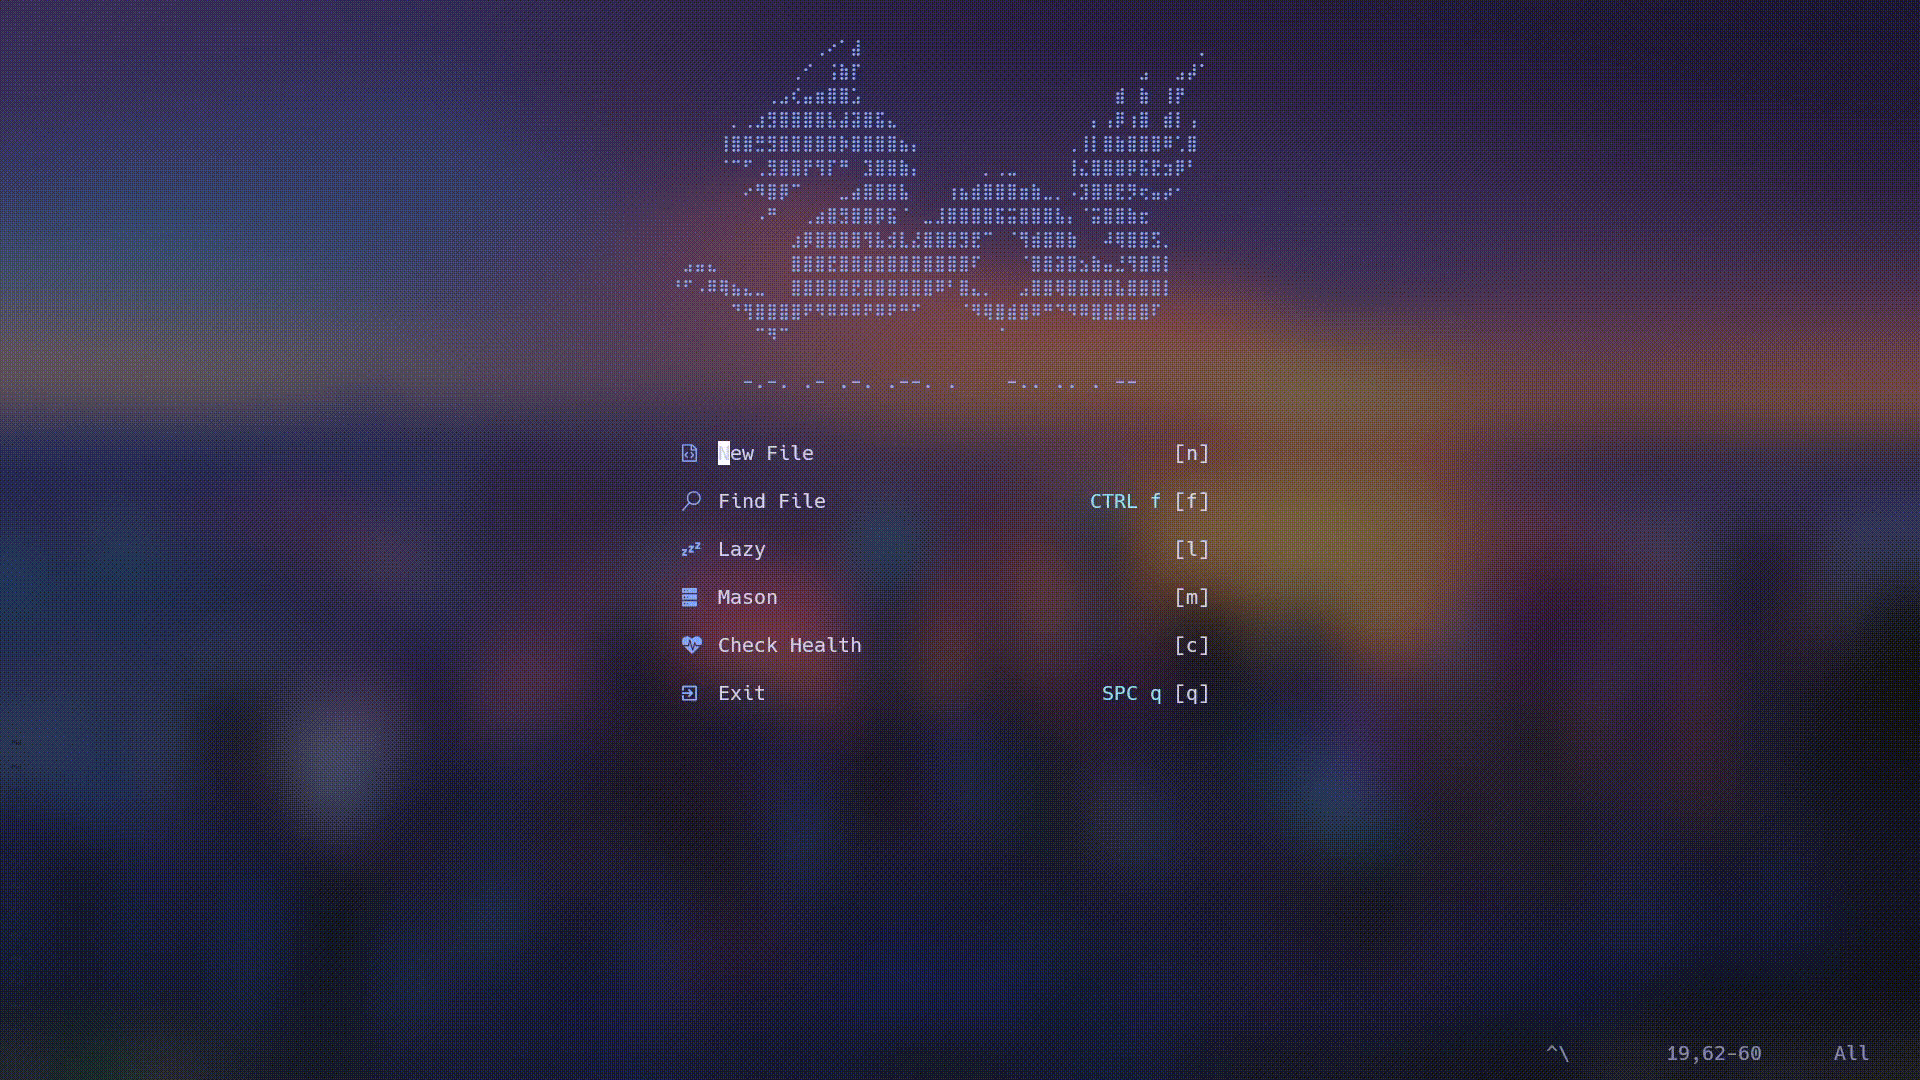 -.-. .- .-. .--. .    -.. .. . --
New File [n]
Find File CTRL f [f]
Lazy [l]
Mason [m]
Check Health [c]
Exit SPC q [q]
^\ 19,62-60 All